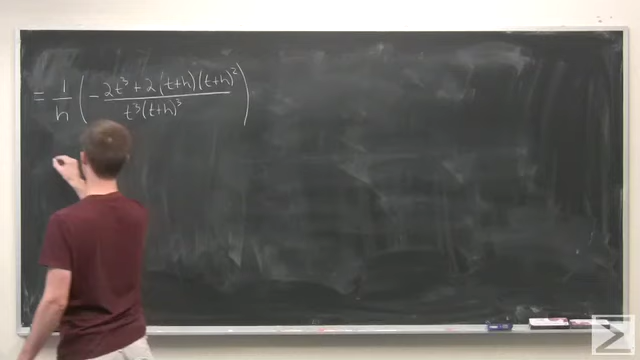 = 1/h ( - (2t³ + 2(t+h)(t+h)²) / (t³(t+h)³) )